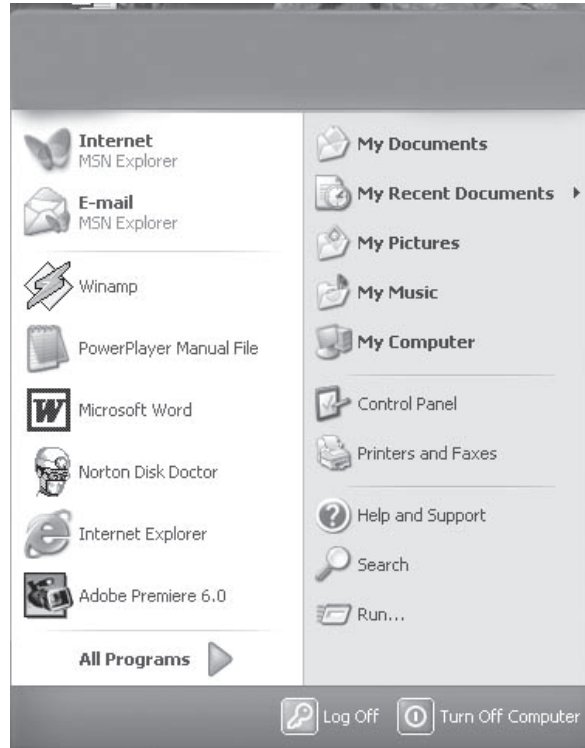 Internet
MSN Explorer
E-mail
MSN Explorer
Winamp
PowerPlayer Manual File
Microsoft Word
Norton Disk Doctor
Internet Explorer
Adobe Premiere 6.0
All Programs
My Documents
My Recent Documents
My Pictures
My Music
My Computer
Control Panel
Printers and Faxes
Help and Support
Search
Run...
Log Off
Turn Off Computer